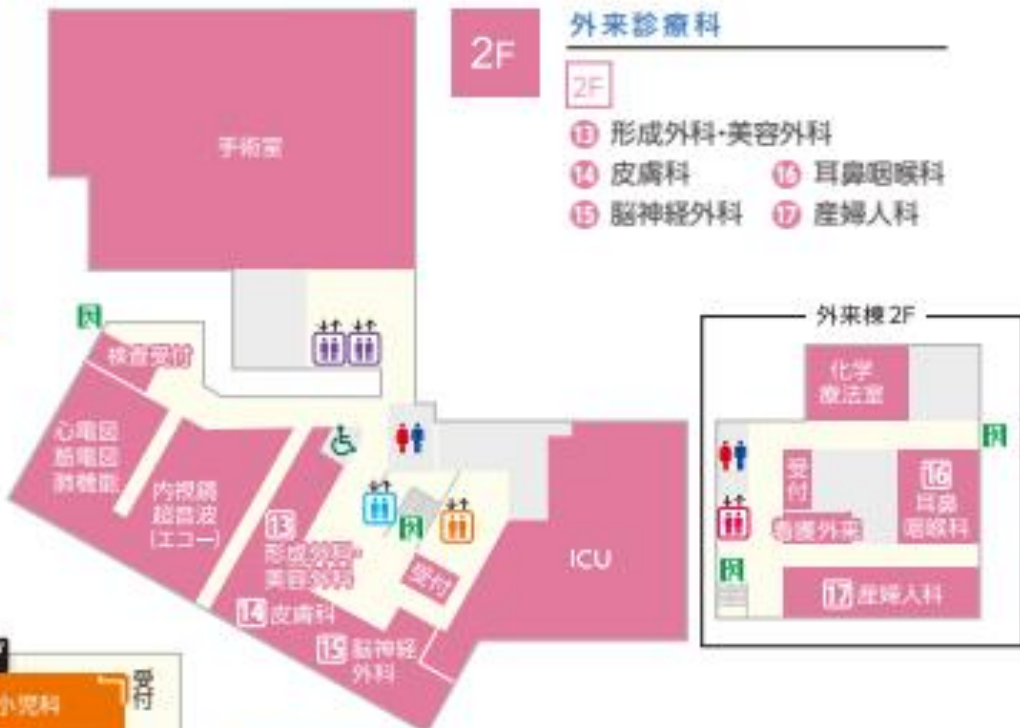 2F
外来診療科
2F
⑬ 形成外科・美容外科
⑭ 皮膚科 ⑯ 耳鼻咽喉科
⑮ 脳神経外科 ⑰ 産婦人科
手術室
検査受付
心電図
筋電図
肺機能
内視鏡
超音波
(エコー)
13
形成外科・
美容外科
14 皮膚科
15 脳神経
外科
受付
ICU
外来棟2F
化学
療法室
受付
看護外来
16
耳鼻
咽喉科
17 産婦人科
小児科
受付